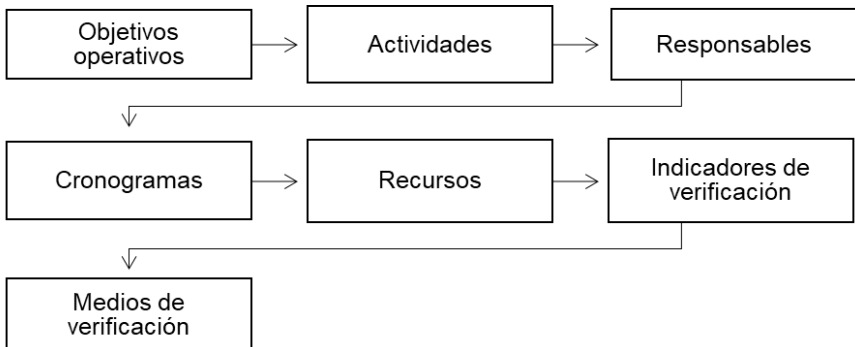 Objetivos
operativos
Actividades
Responsables
Cronogramas
Recursos
Indicadores de
verificación
Medios de
verificación